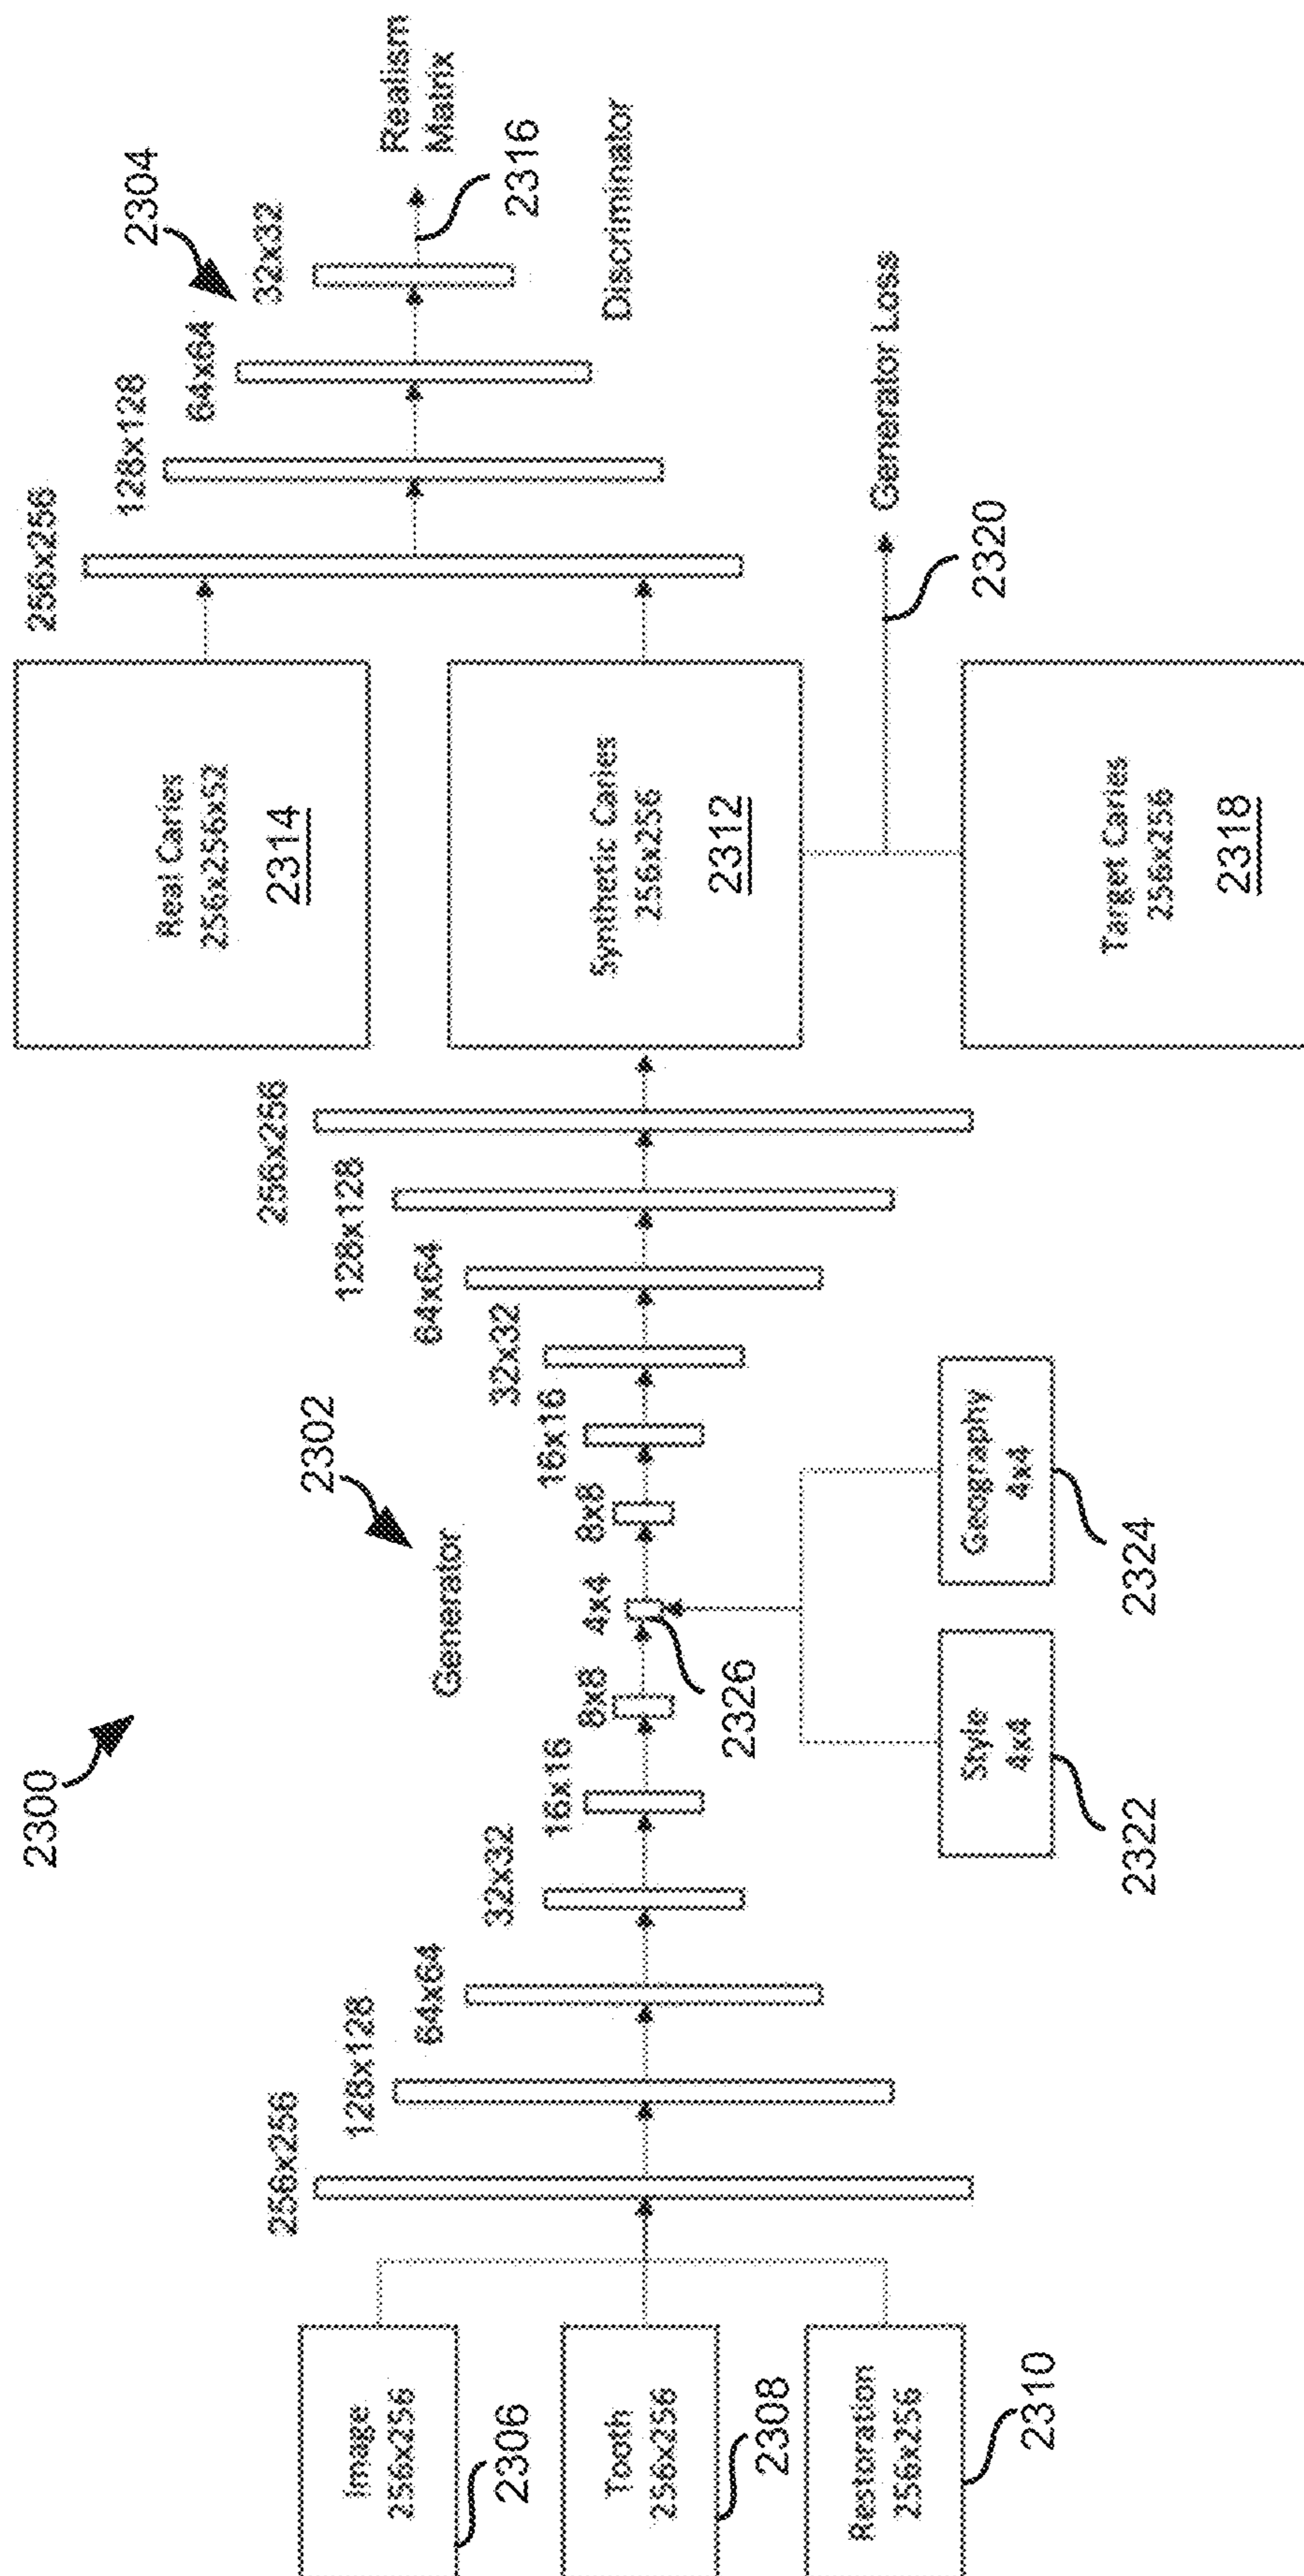 2300
Image
256x256
2306
Tooth
256x256
2308
Restoration
256x256
2310
256x256
128x128
64x64
32x32
16x16
8x8
4x4
2326
Generator
2302
Style
4x4
2322
Geography
4x4
2324
8x8
16x16
32x32
64x64
128x128
256x256
Real Caries
256x256x52
2314
Synthetic Caries
256x256
2312
Target Caries
256x256
2318
256x256
128x128
64x64
32x32
2304
Realism
Matrix
2316
Discriminator
Generator Loss
2320